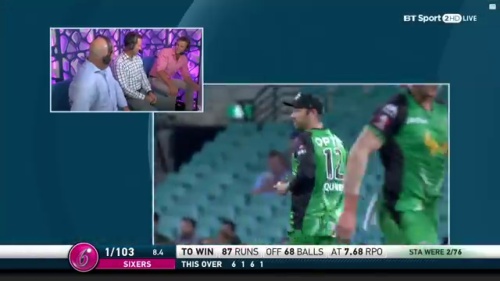 BT Sport 2HD LIVE
OPTUS
12
1/103 8.4 TO WIN 87 RUNS OFF 68 BALLS AT 7.68 RPO STA WERE 2/76
SIXERS THIS OVER 6 1 6 1